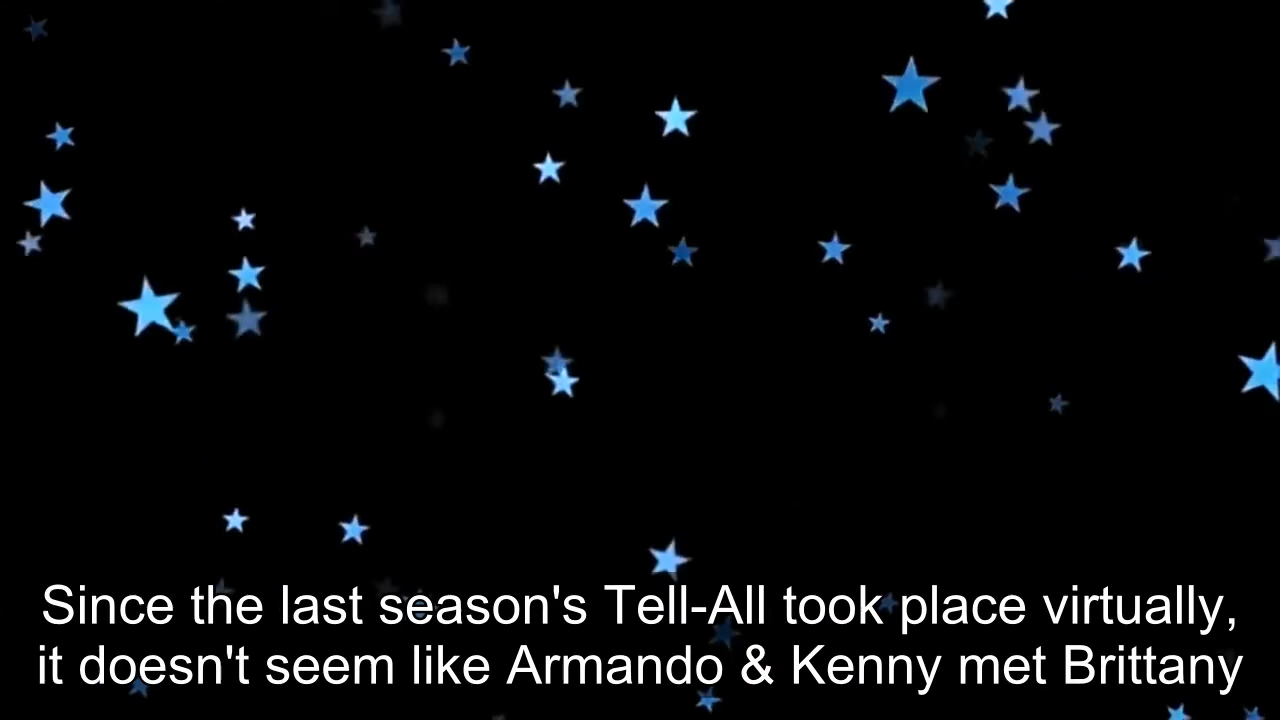 Since the last season's Tell-All took place virtually,
it doesn't seem like Armando & Kenny met Brittany